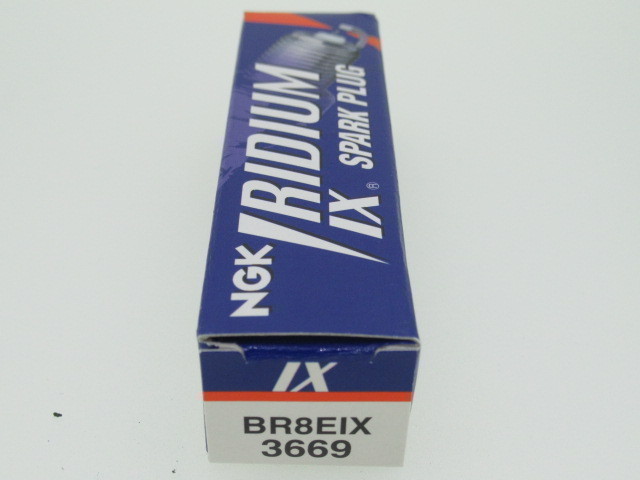 NGK IRIDIUM
IX® SPARK PLUG
IX
BR8EIX
3669